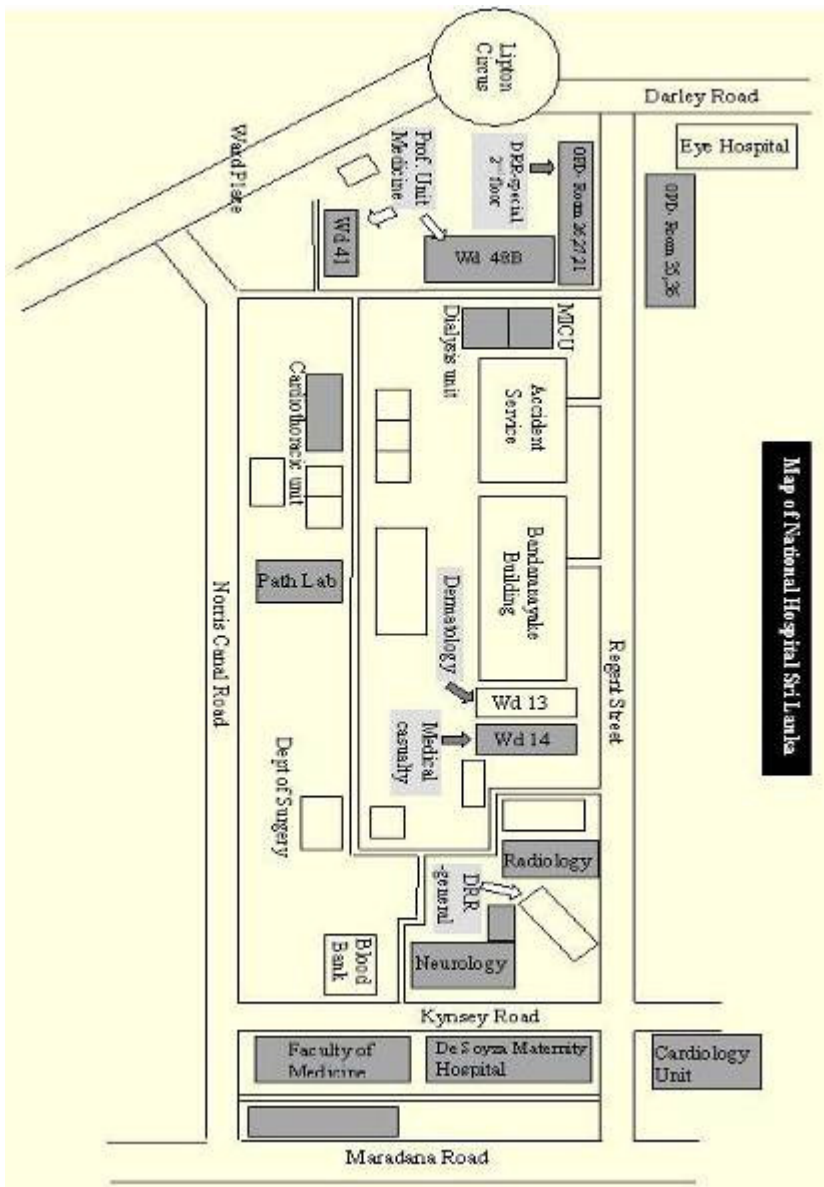 Lipton
Circus
Darley Road
Eye Hospital
Ward Place
Prof. Unit
Medicine
DRR-special
2nd floor
OPD- Room 26,27,21
OPD- Room 35,36
Wd 41
Wd 48B
MICU
Dialysis unit
Accident
Service
Cardiothoracic unit
Bandaranayake
Building
Map of National Hospital Sri Lanka
Path Lab
Dermatology
Norris Canal Road
Regent Street
Wd 13
Wd 14
Medical
casualty
Dept of Surgery
Radiology
DRR
-general
Neurology
Blood
Bank
Kynsey Road
Faculty of
Medicine
De Soyza Maternity
Hospital
Cardiology
Unit
Maradana Road